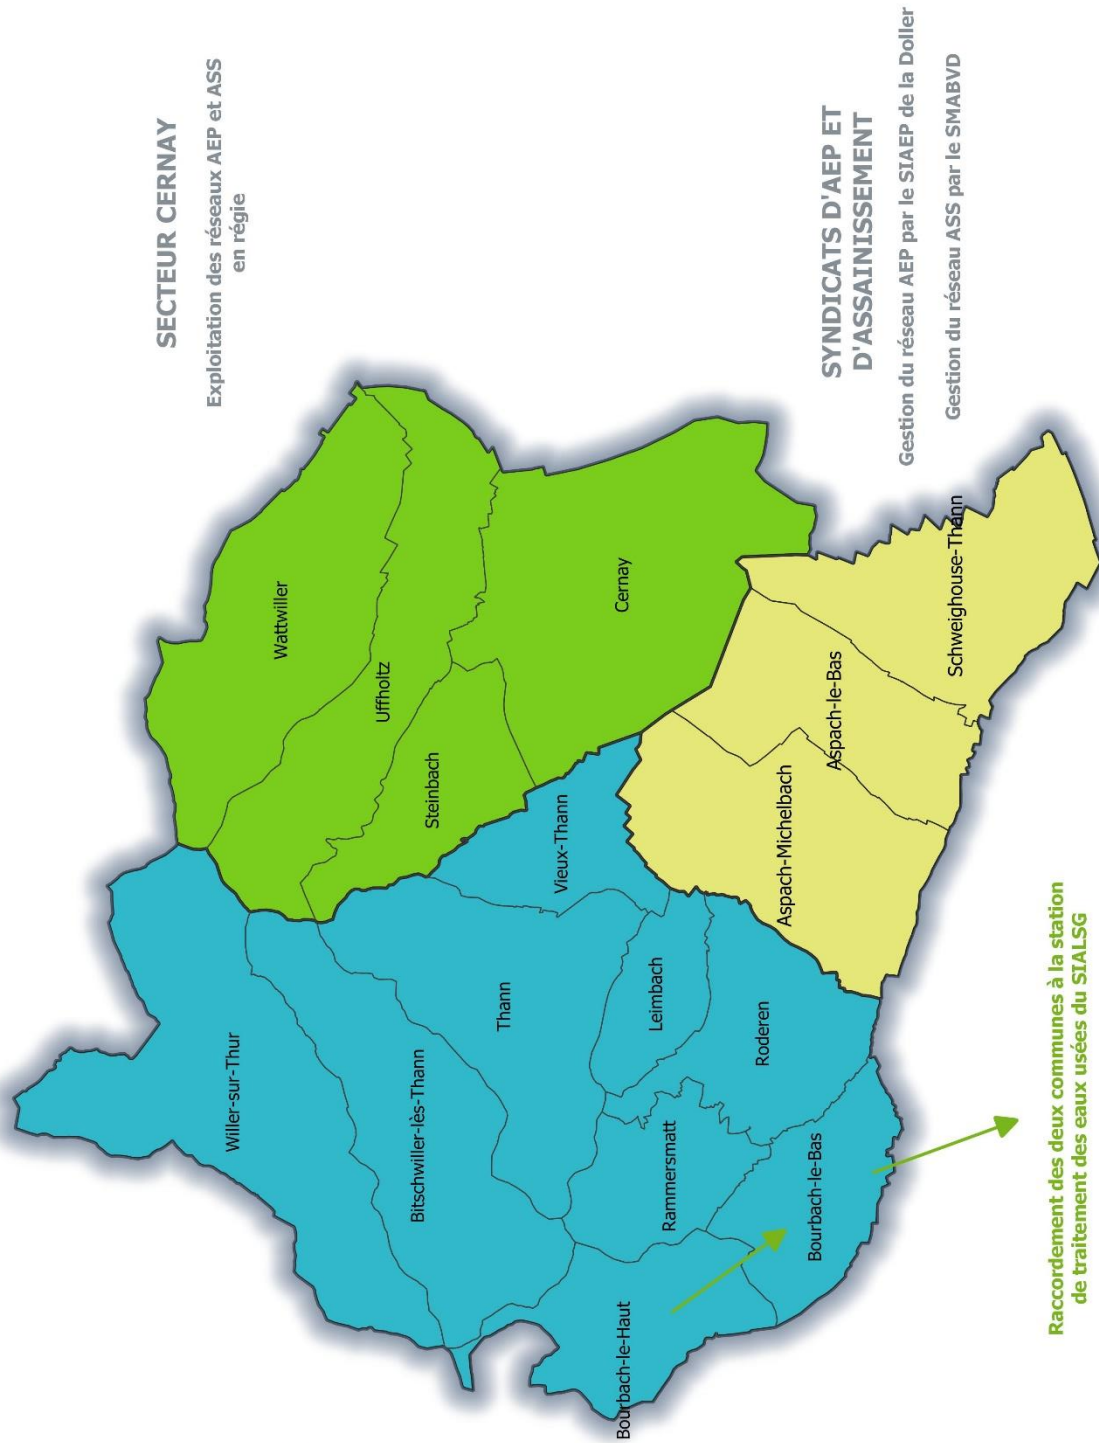 SECTEUR CERNAY
Exploitation des réseaux AEP et ASS
en régie
Willer-sur-Thur
Wattwiller
Uffholtz
Bitschwiller-lès-Thann
Steinbach
Thann
Vieux-Thann
Bourbach-le-Haut
Cernay
Leimbach
Rammersmatt
Roderen
Aspach-Michelbach
Bourbach-le-Bas
Aspach-le-Bas
Schweighouse-Thann
SYNDICATS D'AEP ET
D'ASSAINISSEMENT
Gestion du réseau AEP par le SIAEP de la Doller
Gestion du réseau ASS par le SMABVD
Raccordement des deux communes à la station
de traitement des eaux usées du SIALSG